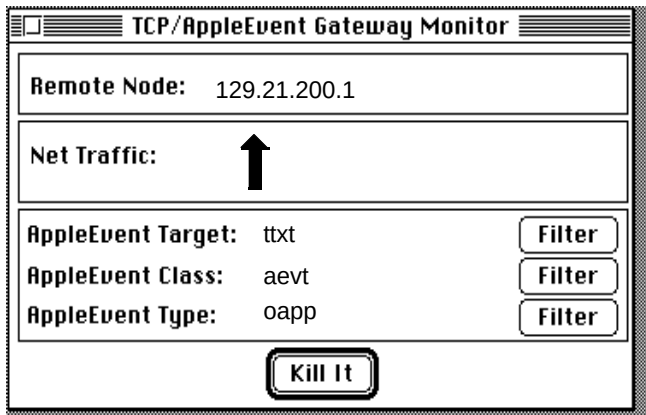 TCP/AppleEvent Gateway Monitor
Remote Node: 129.21.200.1
Net Traffic:
AppleEvent Target: ttxt Filter
AppleEvent Class: aevt Filter
AppleEvent Type: oapp Filter
Kill It